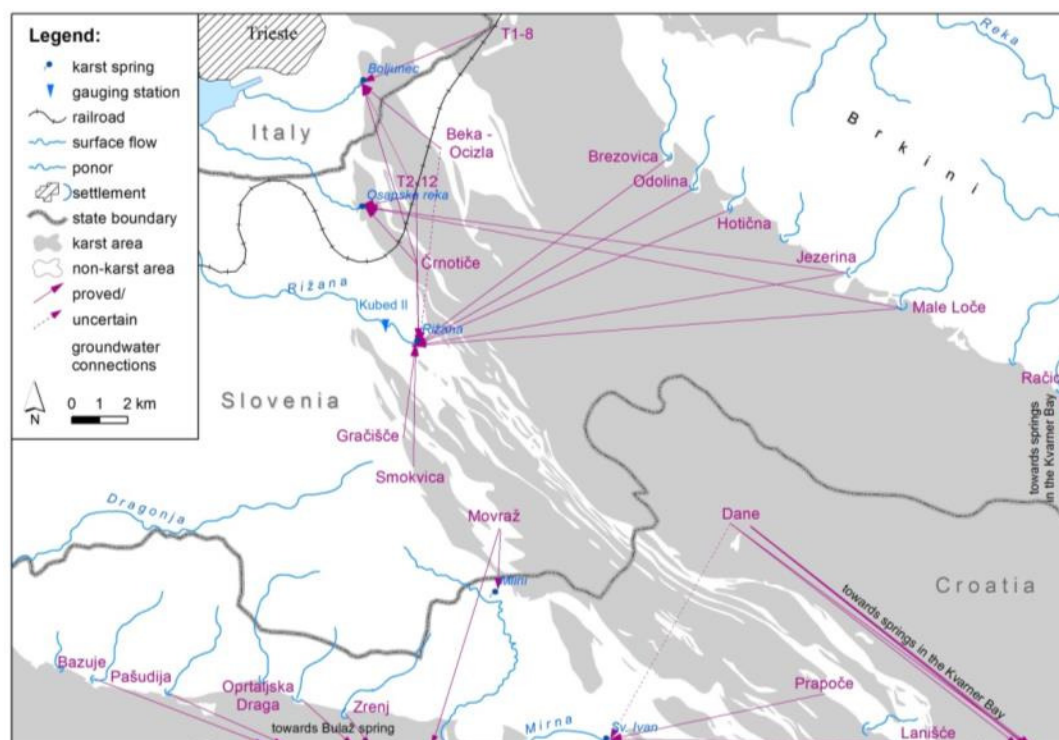 Legend:
karst spring
gauging station
railroad
surface flow
ponor
settlement
state boundary
karst area
non-karst area
proved/
uncertain
groundwater
connections
N
0 1 2 km
Trieste
T1-8
Reka
Boljunec
Italy
Beka -
Ocizla
Brkini
Brezovica
Odolina
T2-12
Osapska reka
Hotična
Jezerina
Črnotiče
Rižana
Kubed II
Male Loče
Rižana
Račice
Slovenia
towards springs
in the Kvarner Bay
Gračišče
Smokvica
Dragonja
Movraž
Dane
Mlini
Croatia
towards springs in the Kvarner Bay
Bazuje
Pašudija
Oprtaljska
Draga
Zrenj
Prapoče
towards Bulaž spring
Mirna
Sv. Ivan
Lanišće